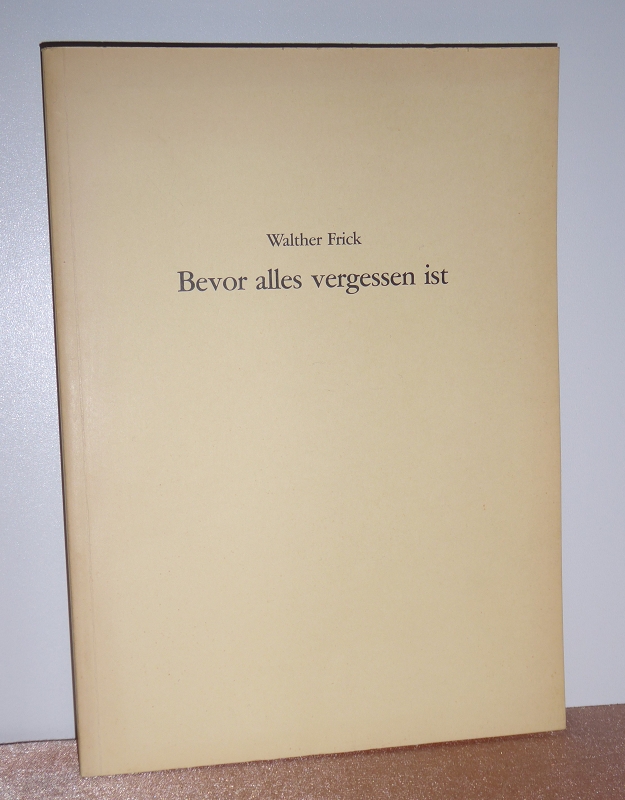 Walther Frick
Bevor alles vergessen ist